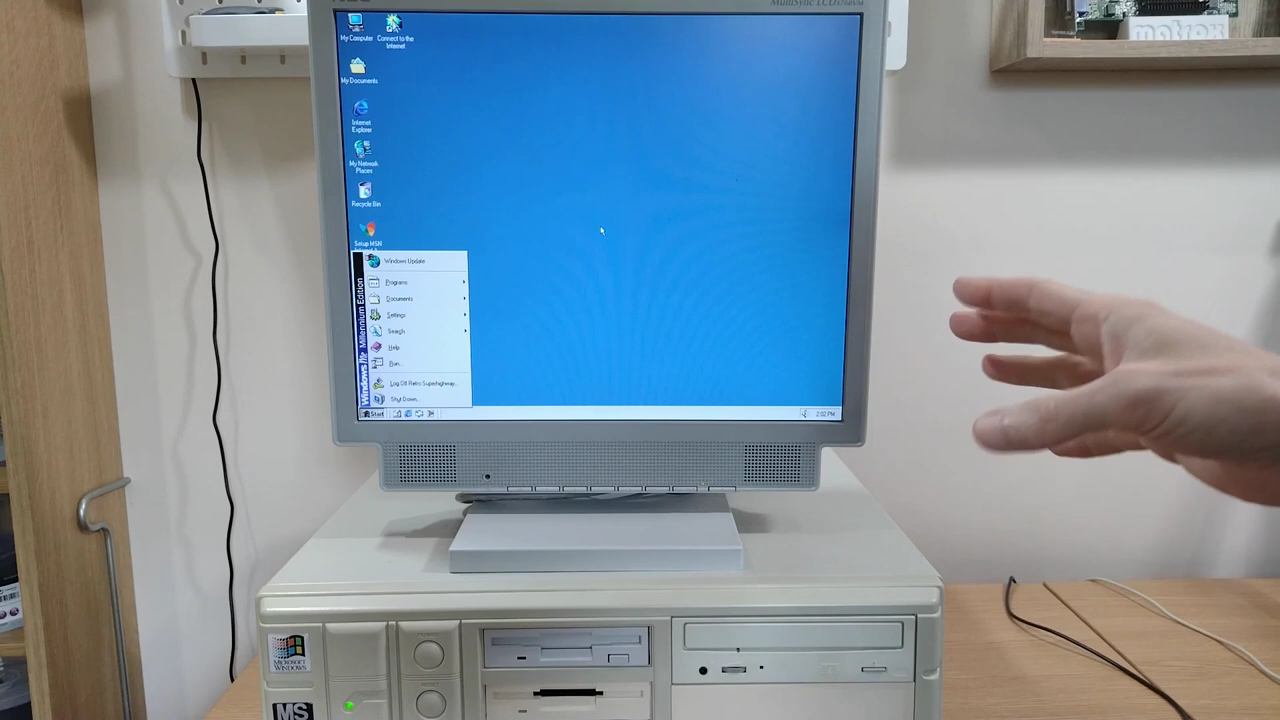 MultiSync LCD
matrox
My Computer
Connect to the
Internet
My Documents
Internet
Explorer
My Network
Places
Recycle Bin
Setup MSN
Windows Update
Programs
Documents
Settings
Search
Help
Run...
Log Off Retro Superhighway...
Shut Down...
Windows Me Millennium Edition
Start
2:02 PM
MICROSOFT
WINDOWS
MS